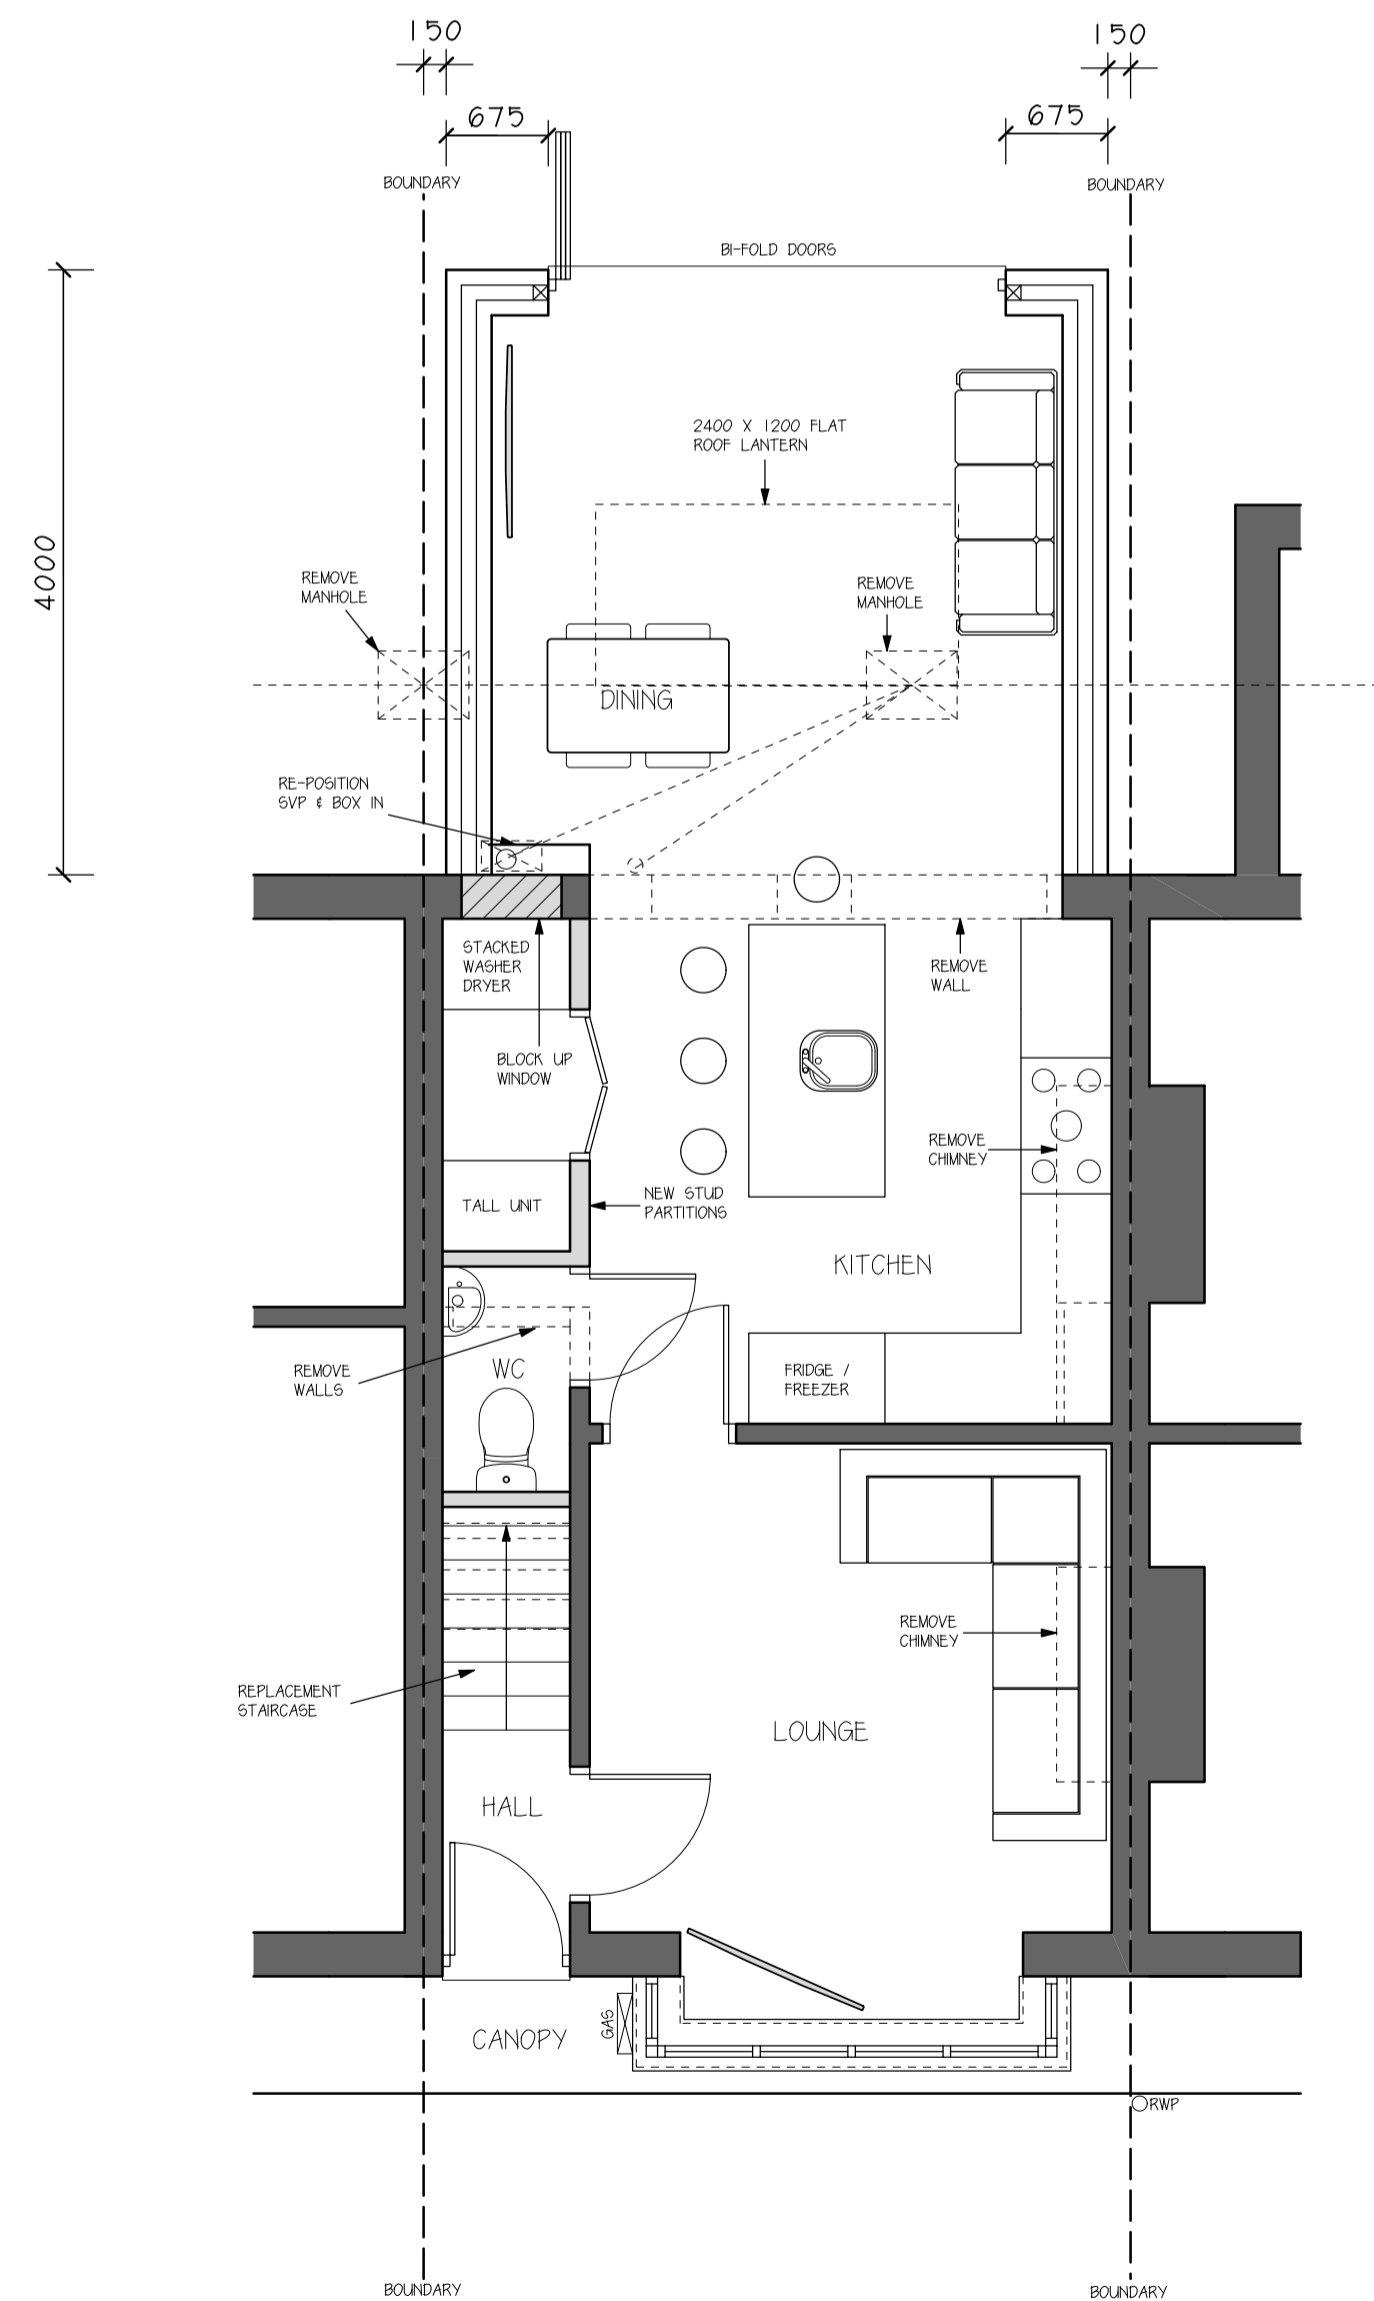 150
150
675
675
BOUNDARY
BOUNDARY
BI-FOLD DOORS
2400 X 1200 FLAT
ROOF LANTERN
4000
REMOVE
MANHOLE
REMOVE
MANHOLE
DINING
RE-POSITION
SVP & BOX IN
STACKED
WASHER
DRYER
REMOVE
WALL
BLOCK UP
WINDOW
REMOVE
CHIMNEY
TALL UNIT
NEW STUD
PARTITIONS
KITCHEN
REMOVE
WALLS
WC
FRIDGE /
FREEZER
REMOVE
CHIMNEY
REPLACEMENT
STAIRCASE
LOUNGE
HALL
CANOPY
GAS
RWP
BOUNDARY
BOUNDARY